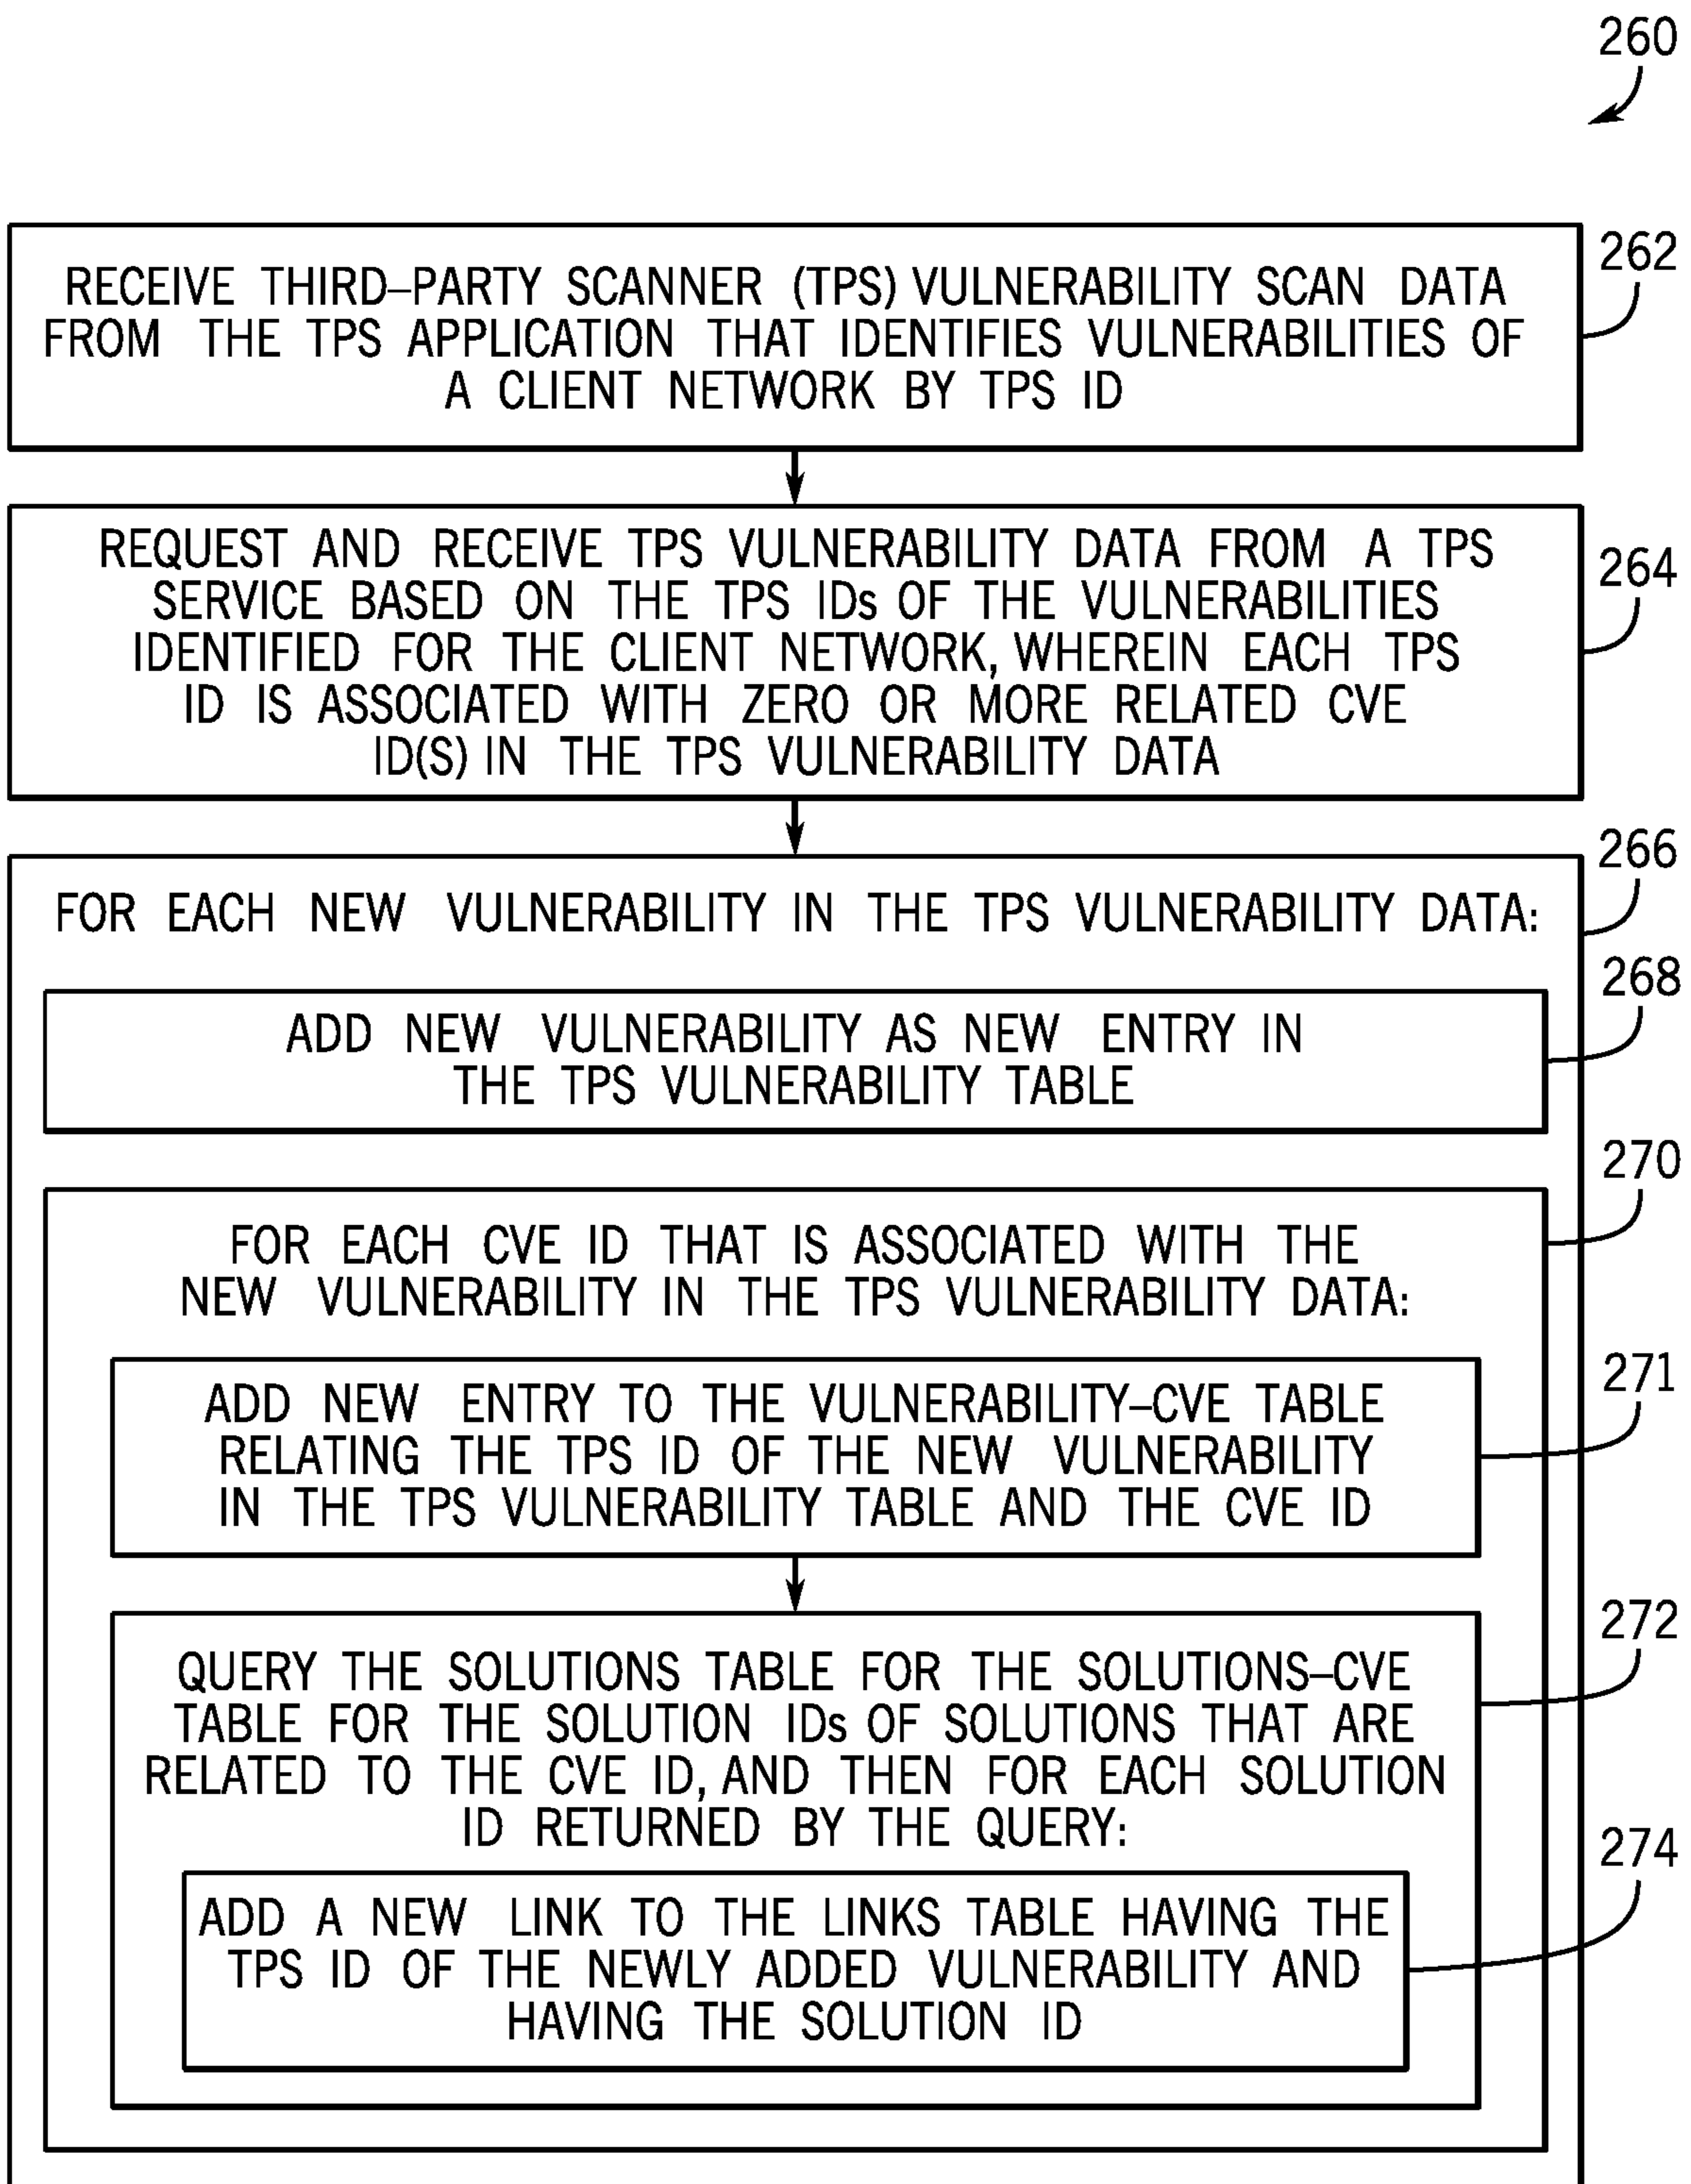 260
262
RECEIVE THIRD–PARTY SCANNER (TPS) VULNERABILITY SCAN DATA
FROM THE TPS APPLICATION THAT IDENTIFIES VULNERABILITIES OF
A CLIENT NETWORK BY TPS ID
264
REQUEST AND RECEIVE TPS VULNERABILITY DATA FROM A TPS
SERVICE BASED ON THE TPS IDs OF THE VULNERABILITIES
IDENTIFIED FOR THE CLIENT NETWORK, WHEREIN EACH TPS
ID IS ASSOCIATED WITH ZERO OR MORE RELATED CVE
ID(S) IN THE TPS VULNERABILITY DATA
266
FOR EACH NEW VULNERABILITY IN THE TPS VULNERABILITY DATA:
268
ADD NEW VULNERABILITY AS NEW ENTRY IN
THE TPS VULNERABILITY TABLE
270
FOR EACH CVE ID THAT IS ASSOCIATED WITH THE
NEW VULNERABILITY IN THE TPS VULNERABILITY DATA:
271
ADD NEW ENTRY TO THE VULNERABILITY–CVE TABLE
RELATING THE TPS ID OF THE NEW VULNERABILITY
IN THE TPS VULNERABILITY TABLE AND THE CVE ID
272
QUERY THE SOLUTIONS TABLE FOR THE SOLUTIONS–CVE
TABLE FOR THE SOLUTION IDs OF SOLUTIONS THAT ARE
RELATED TO THE CVE ID, AND THEN FOR EACH SOLUTION
ID RETURNED BY THE QUERY:
274
ADD A NEW LINK TO THE LINKS TABLE HAVING THE
TPS ID OF THE NEWLY ADDED VULNERABILITY AND
HAVING THE SOLUTION ID